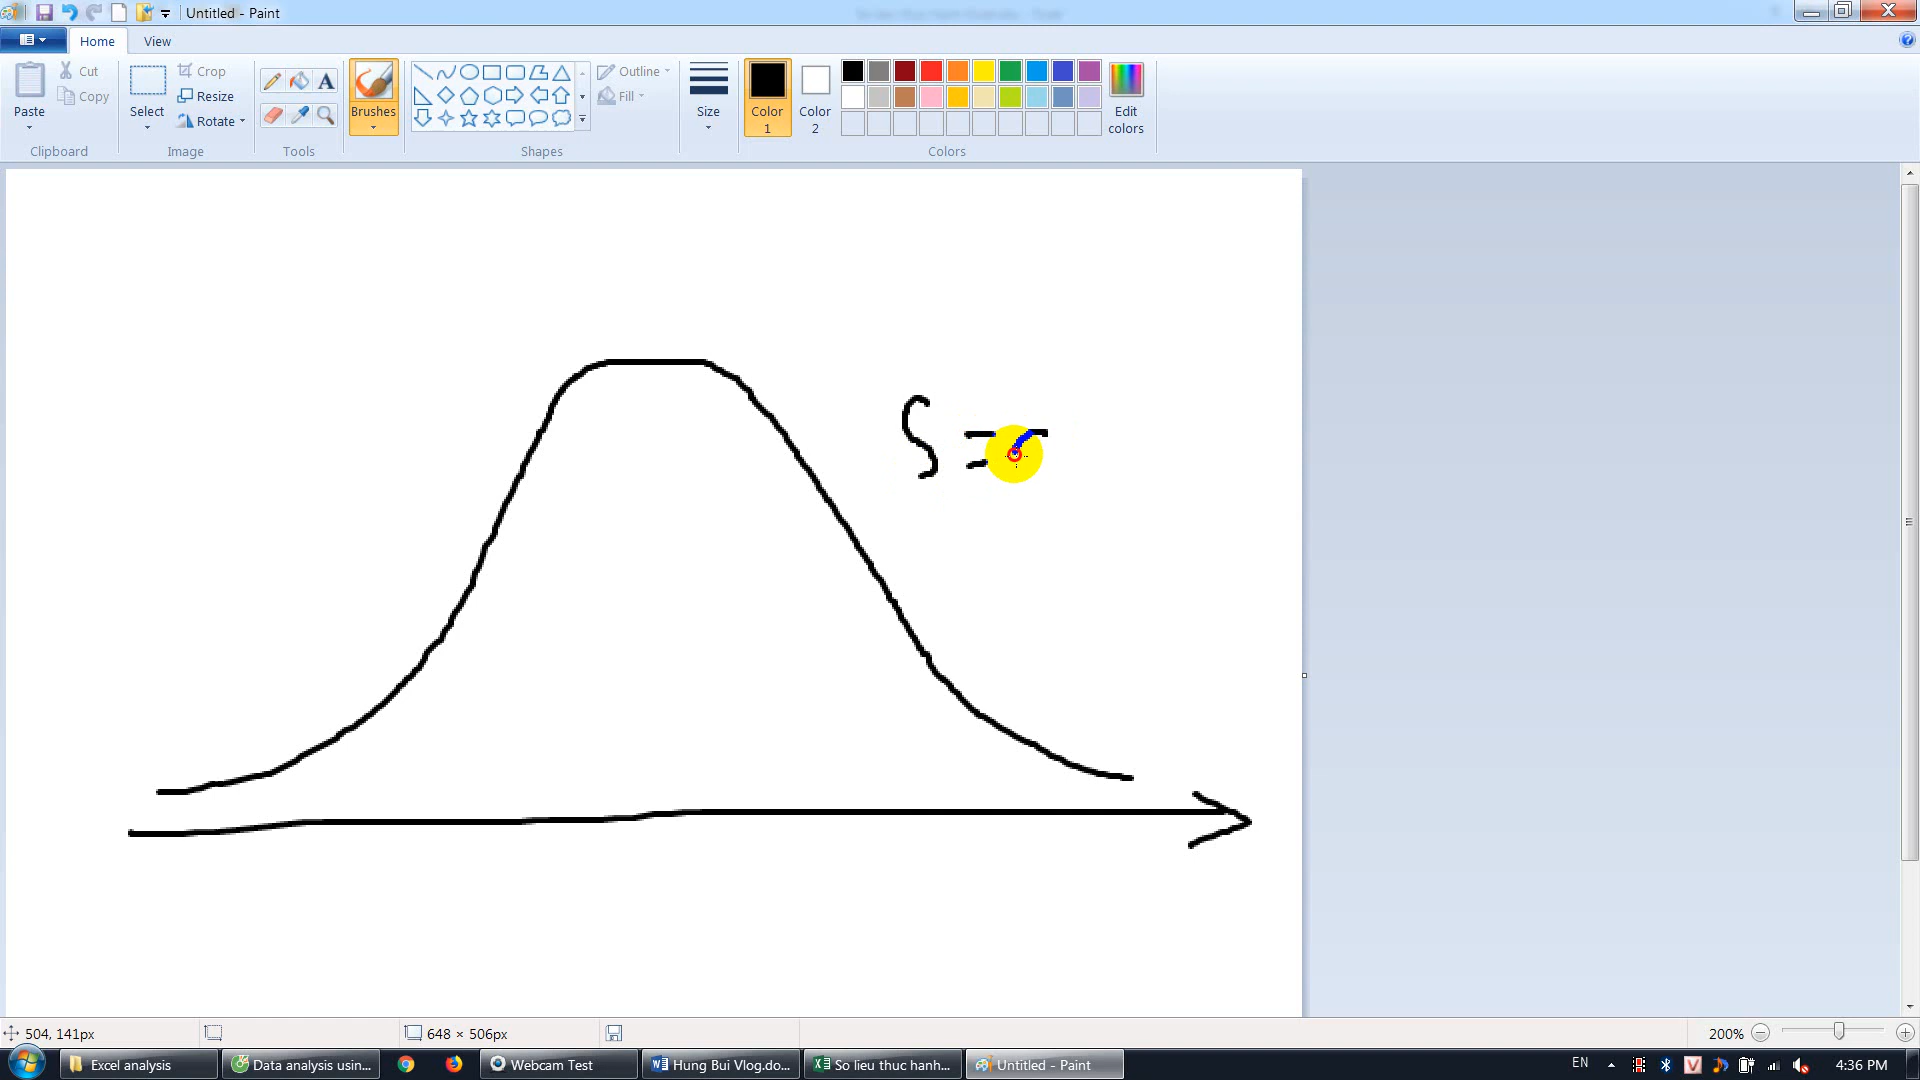 Untitled - Paint
Home View
Paste Cut Copy Clipboard
Select Crop Resize Rotate Image
A
Tools
Brushes
Shapes
Outline Fill
Size
Color 1
Color 2
Edit colors
Colors
S =
504, 141px
648 × 506px
200%
Excel analysis
Data analysis using...
Webcam Test
Hung Bui Vlog.do...
So lieu thuc hanh...
Untitled - Paint
EN
4:36 PM